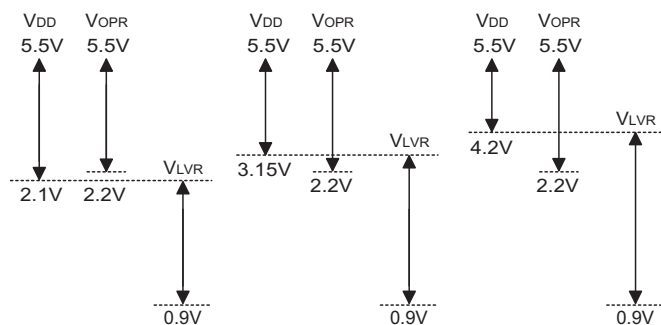 VDD VOPR VDD VOPR VDD VOPR
5.5V 5.5V 5.5V 5.5V 5.5V 5.5V
VLVR
VLVR
3.15V
4.2V
VLVR
2.2V 2.2V
2.1V 2.2V
0.9V 0.9V 0.9V